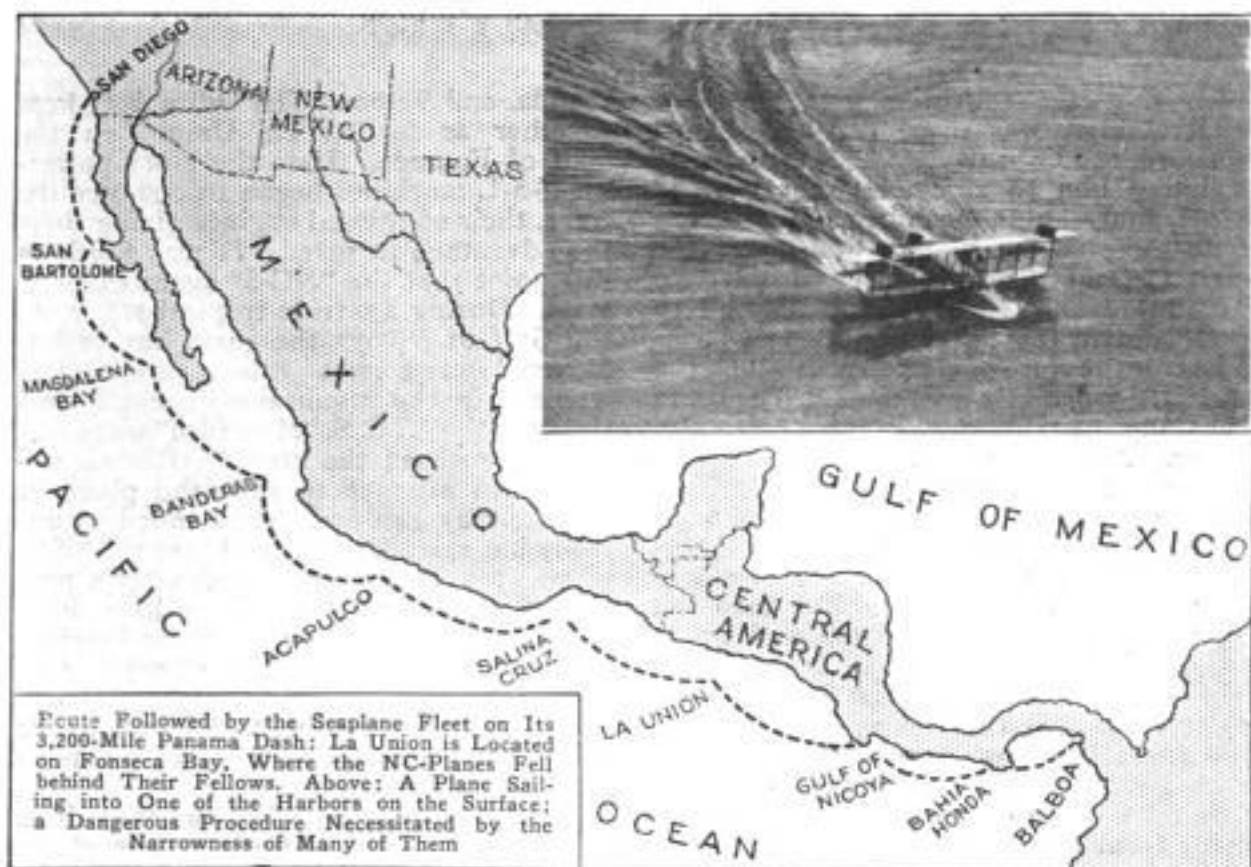 SAN DIEGO
ARIZONA
NEW
MEXICO
TEXAS
MEXICO
SAN
BARTOLOME
MAGDALENA
BAY
BANDERAS
BAY
PACIFIC
ACAPULCO
SALINA
CRUZ
GULF OF MEXICO
CENTRAL
AMERICA
LA UNION
GULF OF
NICOYA
BAHIA
HONDA
BALBOA
OCEAN
Route Followed by the Seaplane Fleet on Its
3,200-Mile Panama Dash: La Union is Located
on Fonseca Bay, Where the NC-Planes Fell
behind Their Fellows. Above: A Plane Sail-
ing into One of the Harbors on the Surface;
a Dangerous Procedure Necessitated by the
Narrowness of Many of Them